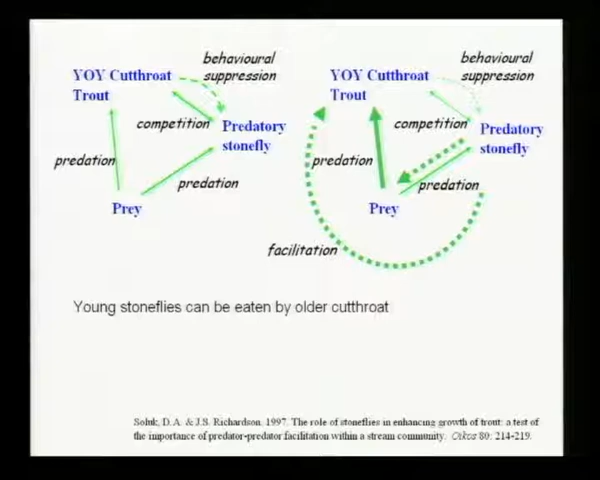 behavioural
suppression
YOY Cutthroat
Trout
competition
Predatory
stonefly
predation
predation
Prey
behavioural
suppression
YOY Cutthroat
Trout
competition
Predatory
stonefly
predation
predation
Prey
facilitation
Young stoneflies can be eaten by older cutthroat
Soluk, D.A. & J.S. Richardson. 1997. The role of stoneflies in enhancing growth of trout: a test of
the importance of predator-predator facilitation within a stream community. Oikos 80: 214-219.